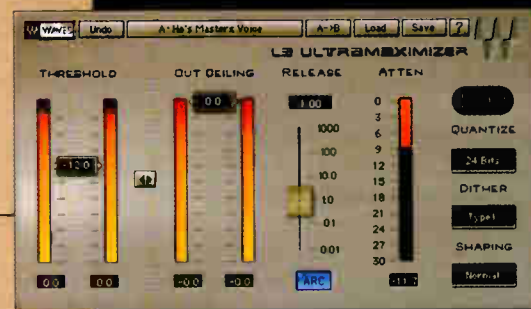 WAVES Undo A: He's Masters Voice A->B Load Save ?
L3 ULTRAMAXIMIZER
THRESHOLD OUT CEILING RELEASE ATTEN
0.0 1.00
-12.0
1000
100
10.0
1.0
0.1
0.01
0
3
6
9
12
15
18
21
24
27
30
QUANTIZE
24 Bits
DITHER
Type1
SHAPING
Normal
0.0 0.0 -0.0 -0.0 ARC